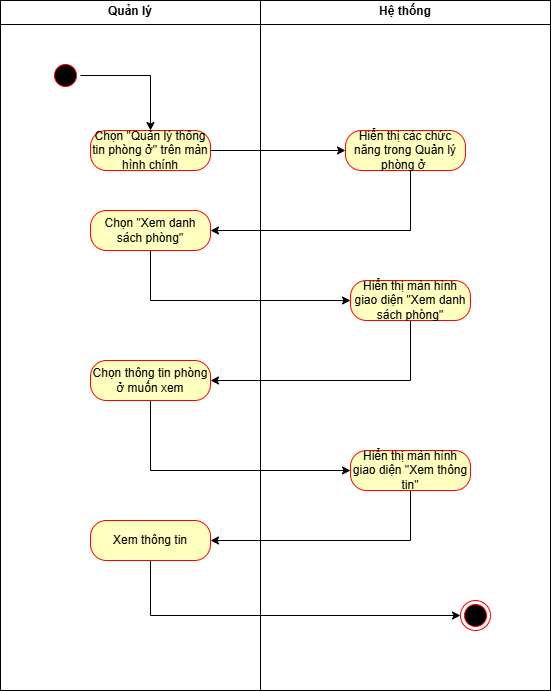 Quản lý
Hệ thống
Chọn "Quản lý thông
tin phòng ở" trên màn
hình chính
Hiển thị các chức
năng trong Quản lý
phòng ở
Chọn "Xem danh
sách phòng"
Hiển thị màn hình
giao diện "Xem danh
sách phòng"
Chọn thông tin phòng
ở muốn xem
Hiển thị màn hình
giao diện "Xem thông
tin"
Xem thông tin